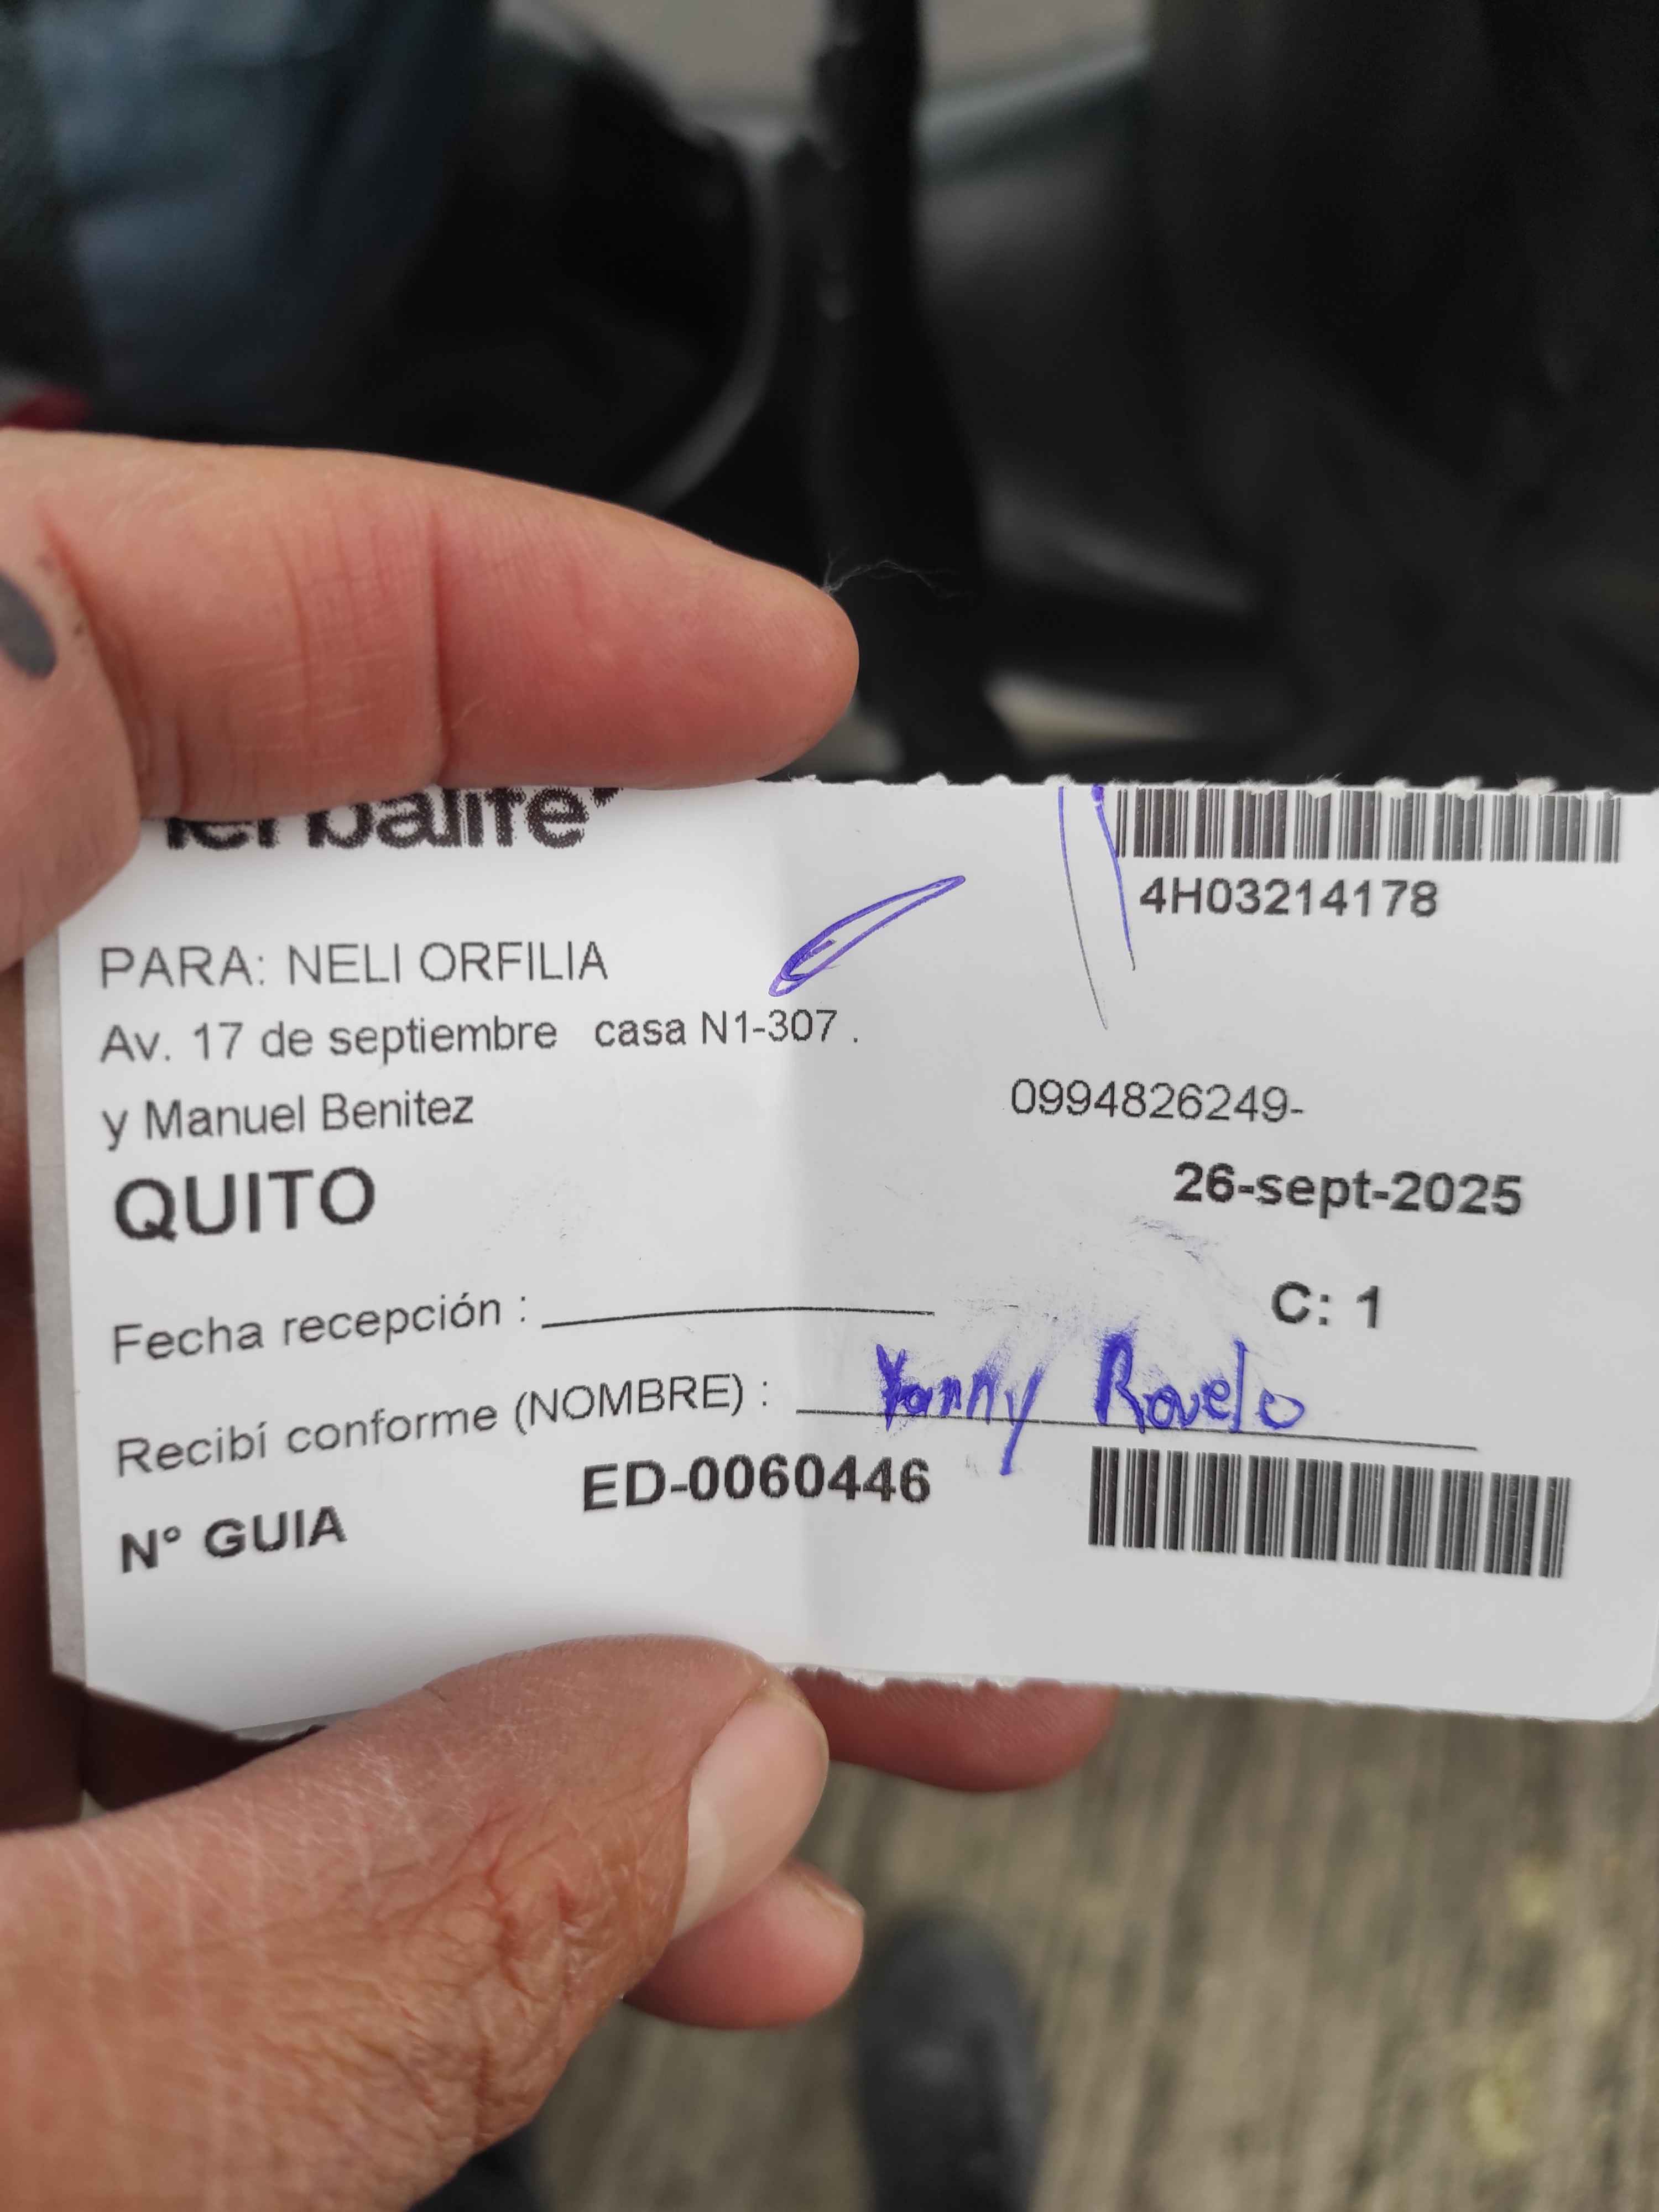 herbalife
4H03214178
PARA: NELI ORFILIA
Av. 17 de septiembre casa N1-307 .
y Manuel Benitez
0994826249-
QUITO
26-sept-2025
C: 1
Fecha recepción :
Recibí conforme (NOMBRE) : Yanny Rovelo
ED-0060446
N° GUIA